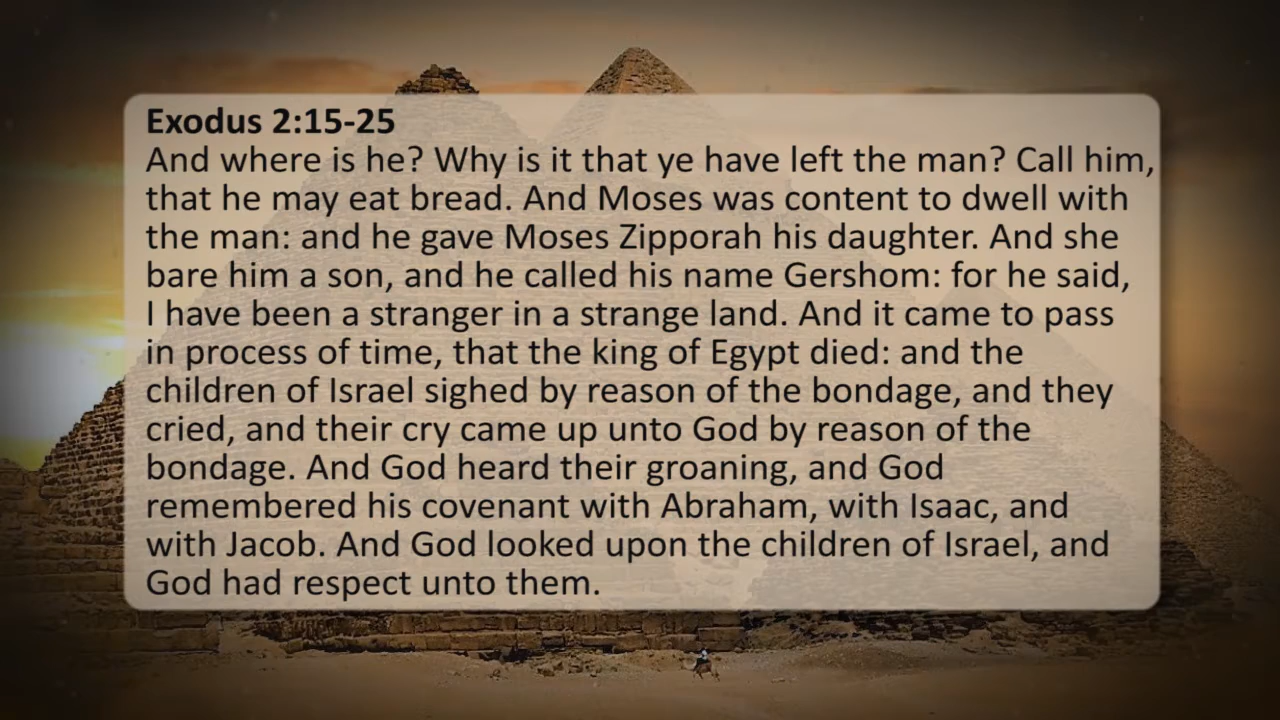 Exodus 2:15-25
And where is he? Why is it that ye have left the man? Call him,
that he may eat bread. And Moses was content to dwell with
the man: and he gave Moses Zipporah his daughter. And she
bare him a son, and he called his name Gershom: for he said,
I have been a stranger in a strange land. And it came to pass
in process of time, that the king of Egypt died: and the
children of Israel sighed by reason of the bondage, and they
cried, and their cry came up unto God by reason of the
bondage. And God heard their groaning, and God
remembered his covenant with Abraham, with Isaac, and
with Jacob. And God looked upon the children of Israel, and
God had respect unto them.